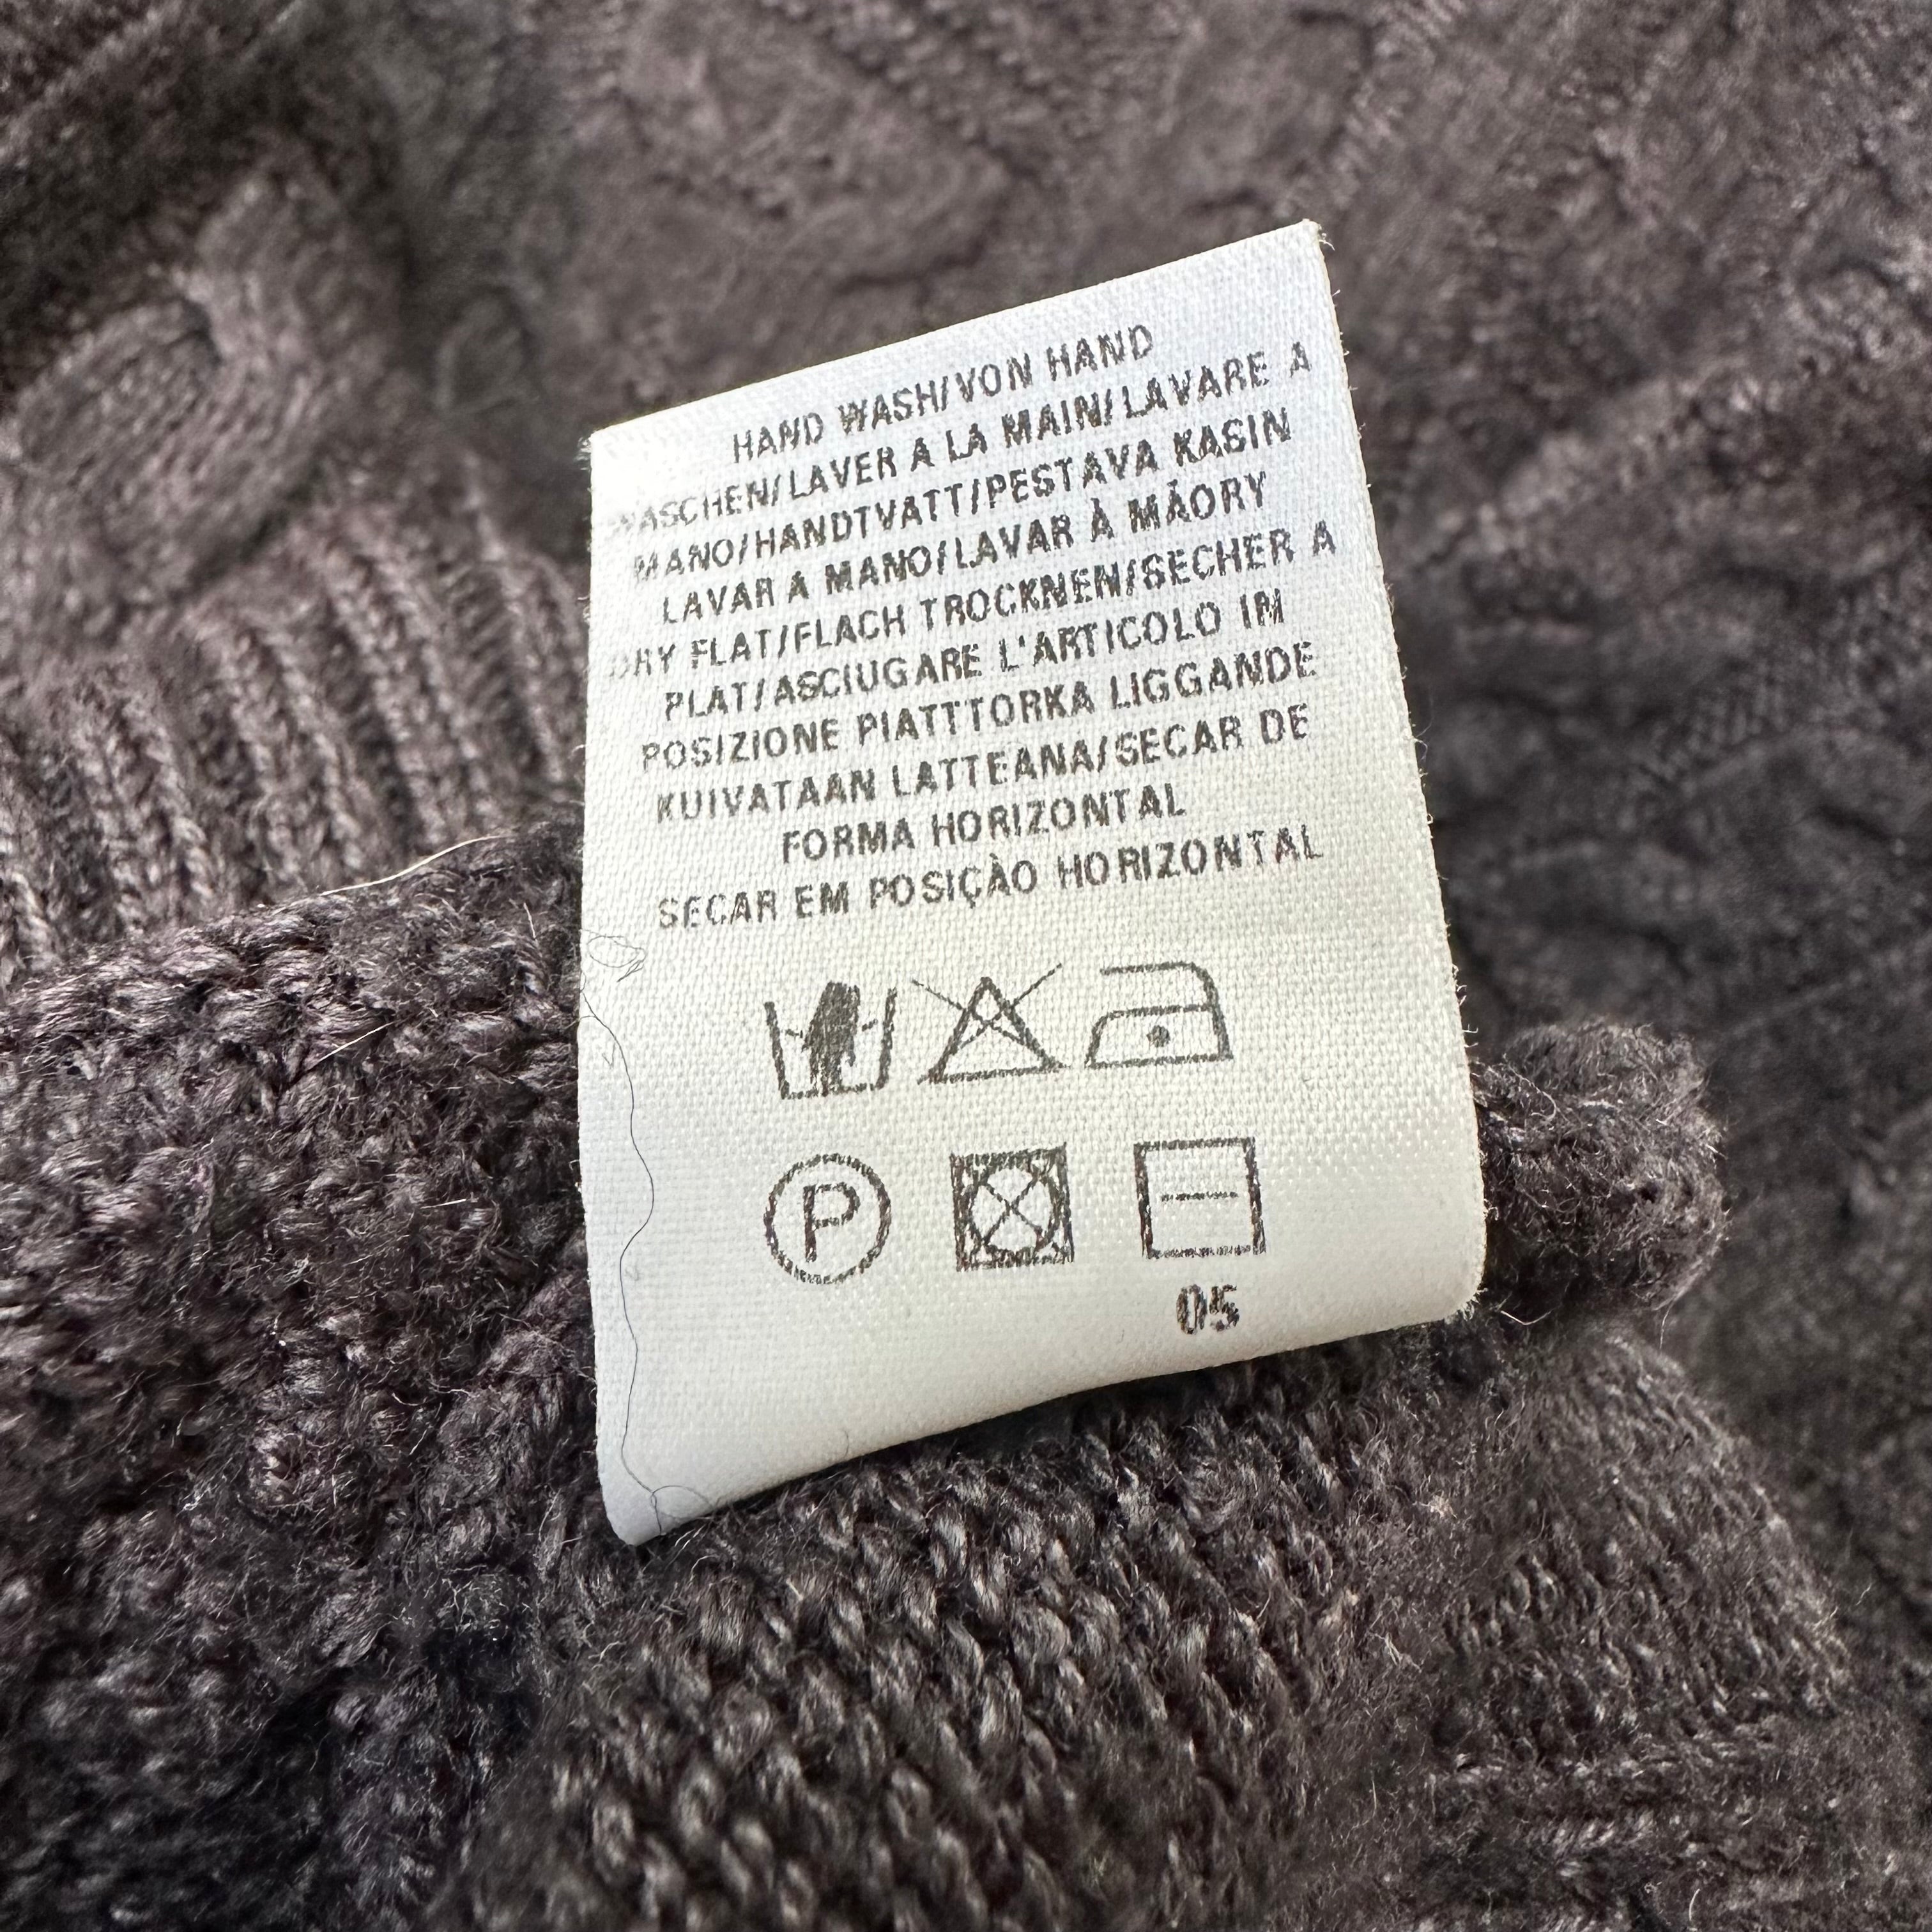 HAND WASH/VON HAND
WASCHEN/LAVER A LA MAIN/LAVARE A
MANO/HANDTVATT/PESTAVA KASIN
LAVAR A MANO/LAVAR À MÁORY
DRY FLAT/FLACH TROCKNEN/SECHER A
PLAT/ASCIUGARE L'ARTICOLO IM
POSIZIONE PIATTTORKA LIGGANDE
KUIVATAAN LATTEANA/SECAR DE
FORMA HORIZONTAL
SECAR EM POSIÇÀO HORIZONTAL
P
05